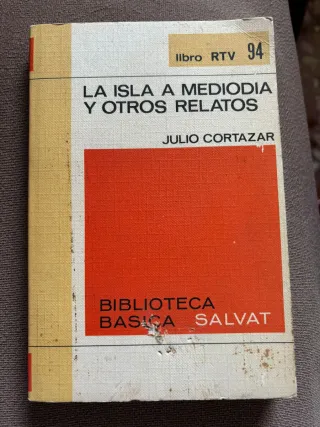 libro RTV 94
LA ISLA A MEDIODIA
Y OTROS RELATOS
JULIO CORTAZAR
BIBLIOTECA
BASICA SALVAT